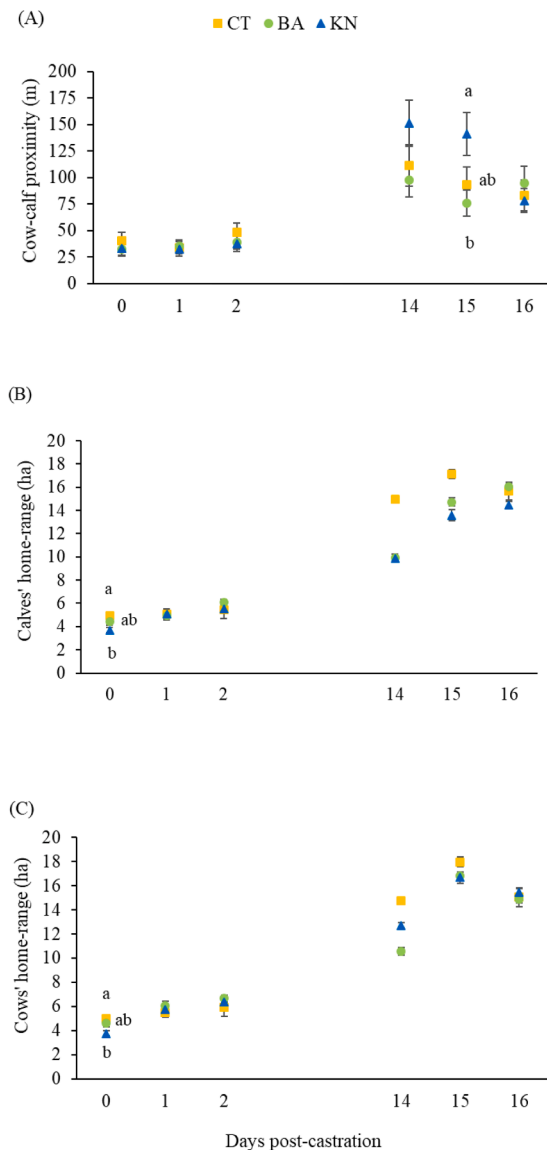 (A)
CT BA KN
Cow-calf proximity (m)
200
175
150
125
100
75
50
25
0
a
ab
b
0 1 2 14 15 16
(B)
Calves' home-range (ha)
20
18
16
14
12
10
8
6
4
2
0
a
ab
b
0 1 2 14 15 16
(C)
Cows' home-range (ha)
20
18
16
14
12
10
8
6
4
2
0
a
ab
b
0 1 2 14 15 16
Days post-castration